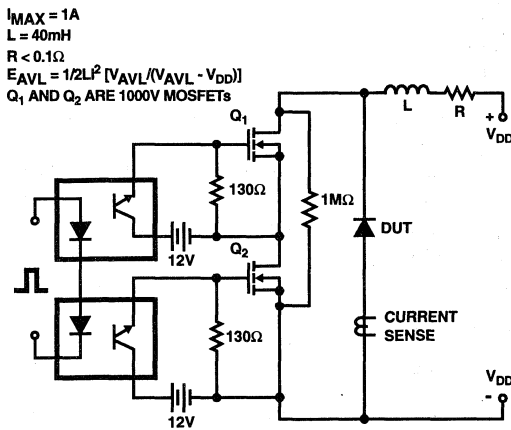 IMAX = 1A
L = 40mH
R < 0.1Ω
EAVL = 1/2LI² [VAVL/(VAVL - VDD)]
Q1 AND Q2 ARE 1000V MOSFETs
Q1
L
R
+
VDD
130Ω
1MΩ
DUT
12V
Q2
CURRENT
SENSE
130Ω
VDD
-
12V